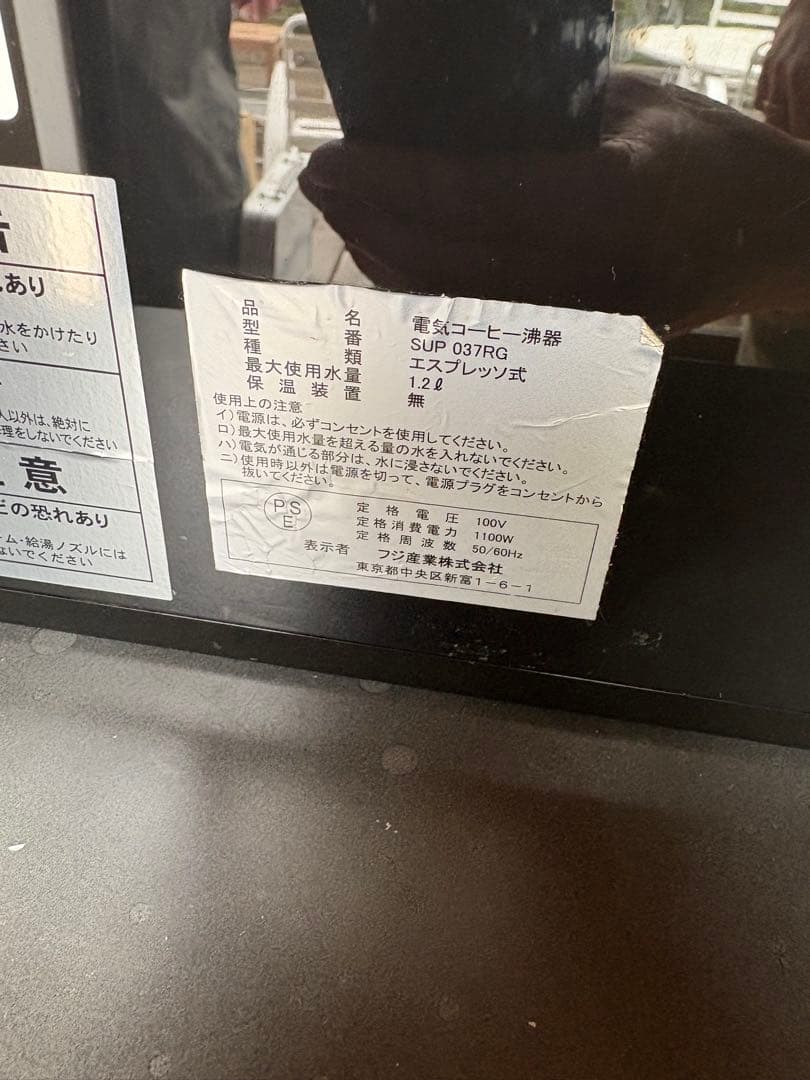 あり
水をかけたり
さい
人以外は、絶対に
理をしないでください
意
どの恐れあり
ーム・給湯ノズルには
ないでください
品名 電気コーヒー沸器
型番 SUP 037RG
種類 エスプレッソ式
最大使用水量 1.2ℓ
保温装置 無
使用上の注意
イ)電源は、必ずコンセントを使用してください。
ロ)最大使用水量を超える量の水を入れないでください。
ハ)電気が通じる部分は、水に浸さないでください。
ニ)使用時以外は電源を切って、電源プラグをコンセントから
抜いてください。
PSE
定格電圧 100V
定格消費電力 1100W
定格周波数 50/60Hz
表示者 フジ産業株式会社
東京都中央区新富1-6-1